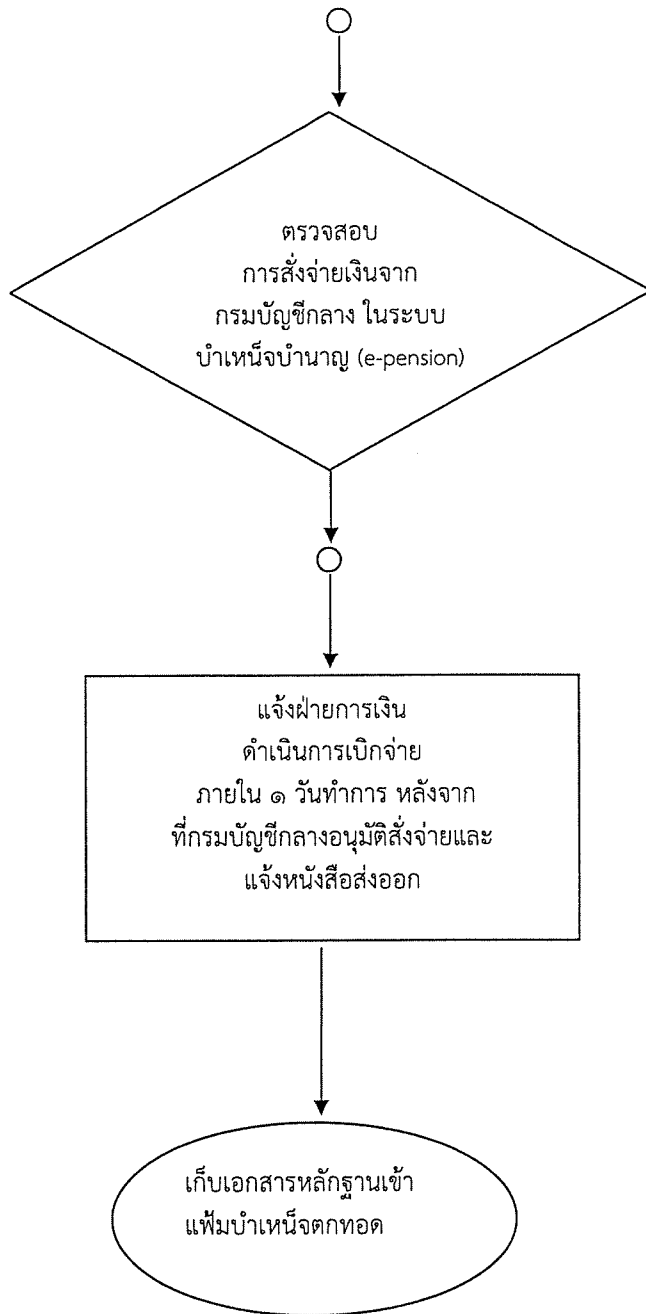 ตรวจสอบ
การสั่งจ่ายเงินจาก
กรมบัญชีกลาง ในระบบ
บำเหน็จบำนาญ (e-pension)
แจ้งฝ่ายการเงิน
ดำเนินการเบิกจ่าย
ภายใน ๑ วันทำการ หลังจาก
ที่กรมบัญชีกลางอนุมัติสั่งจ่ายและ
แจ้งหนังสือส่งออก
เก็บเอกสารหลักฐานเข้า
แฟ้มบำเหน็จตกทอด